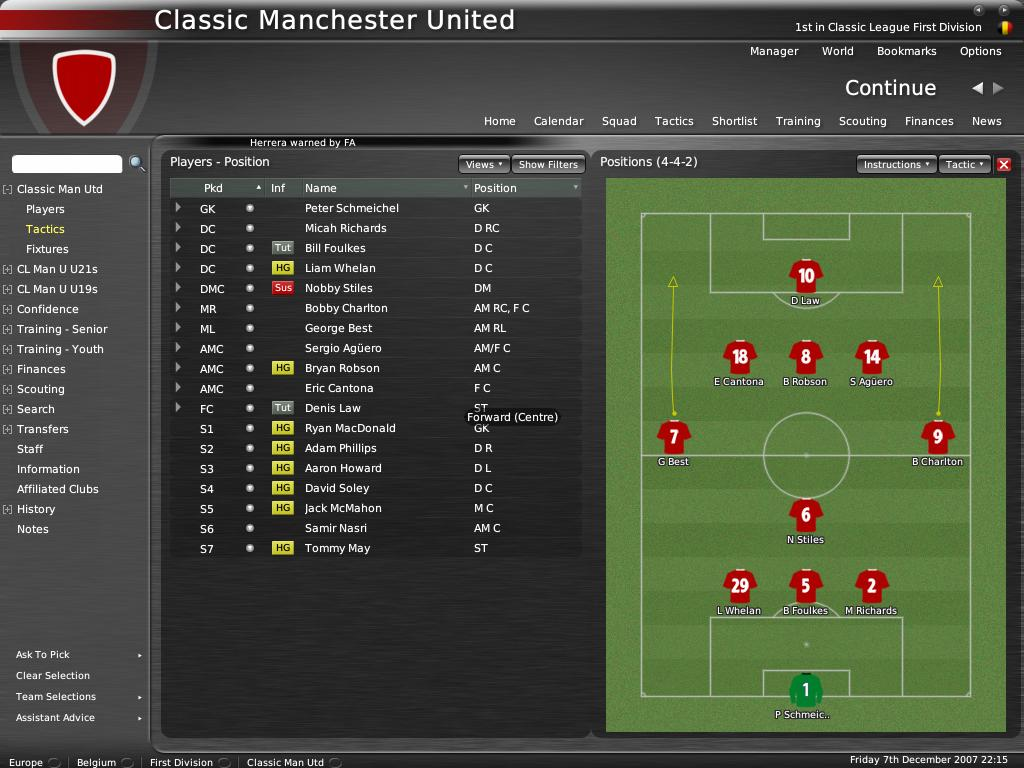 Classic Manchester United
1st in Classic League First Division
Manager World Bookmarks Options
Continue
Home Calendar Squad Tactics Shortlist Training Scouting Finances News
Herrera warned by FA
Classic Man Utd
Players
Tactics
Fixtures
CL Man U U21s
CL Man U U19s
Confidence
Training - Senior
Training - Youth
Finances
Scouting
Search
Transfers
Staff
Information
Affiliated Clubs
History
Notes
Ask To Pick
Clear Selection
Team Selections
Assistant Advice
Players - Position Views Show Filters
Pkd Inf Name Position
GK Peter Schmeichel GK
DC Micah Richards D RC
DC Tut Bill Foulkes D C
DC HG Liam Whelan D C
DMC Sus Nobby Stiles DM
MR Bobby Charlton AM RC, F C
ML George Best AM RL
AMC Sergio Agüero AM/F C
AMC HG Bryan Robson AM C
AMC Eric Cantona F C
FC Tut Denis Law ST
Forward (Centre)
S1 HG Ryan MacDonald GK
S2 HG Adam Phillips D R
S3 HG Aaron Howard D L
S4 HG David Soley D C
S5 HG Jack McMahon M C
S6 Samir Nasri AM C
S7 HG Tommy May ST
Positions (4-4-2) Instructions Tactic
10
D Law
18 8 14
E Cantona B Robson S Agüero
7 9
G Best B Charlton
6
N Stiles
29 5 2
L Whelan B Foulkes M Richards
1
P Schmeic..
Europe Belgium First Division Classic Man Utd
Friday 7th December 2007 22:15